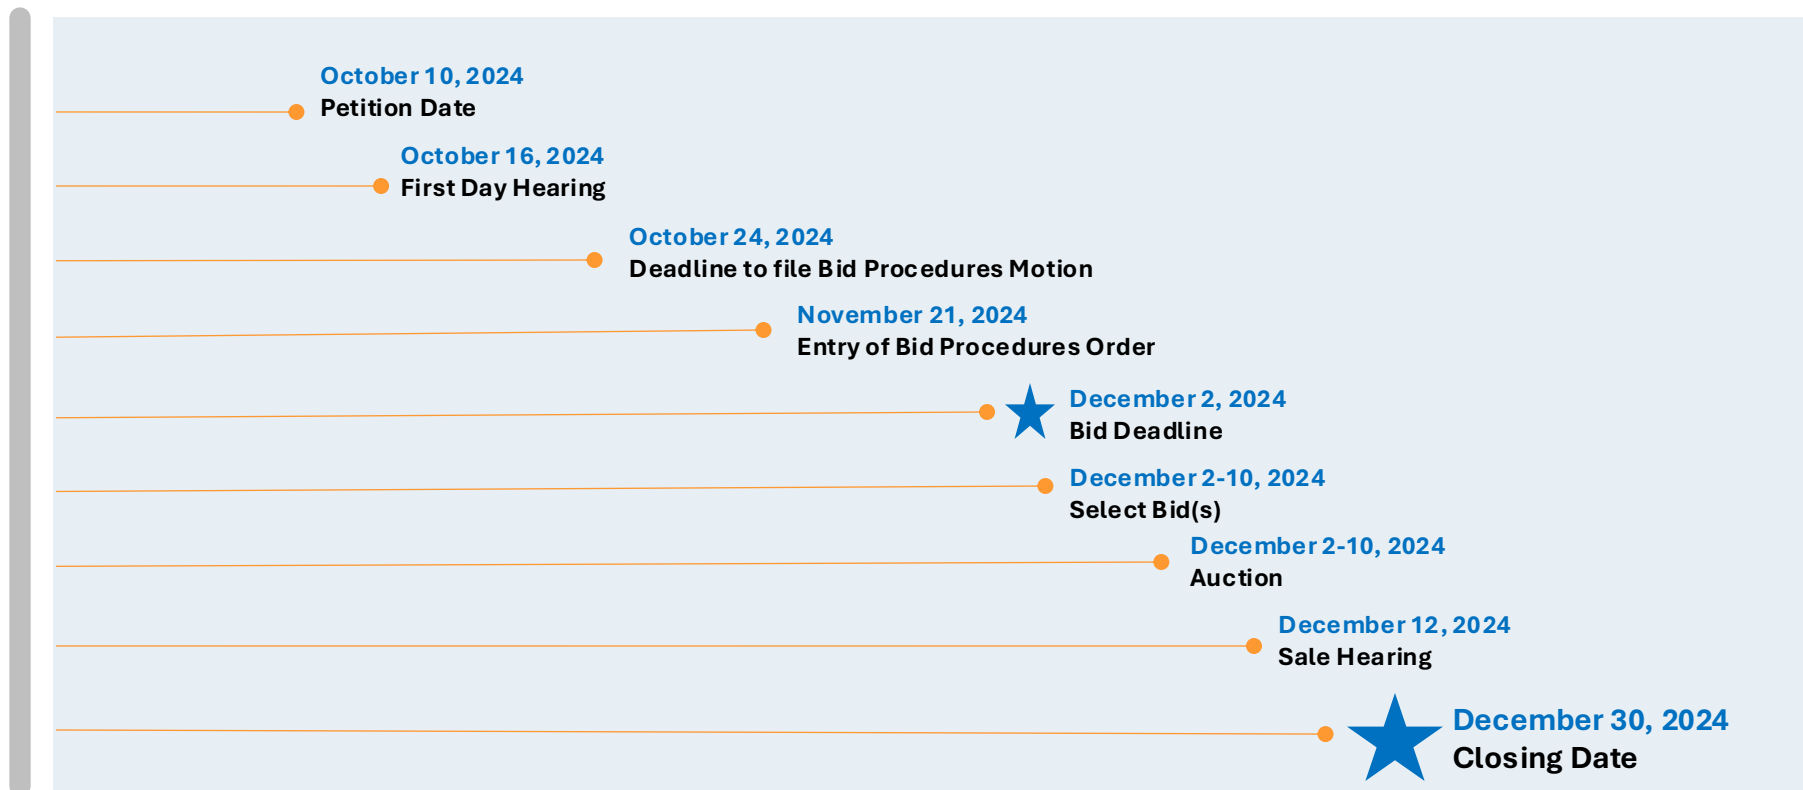 October 10, 2024
Petition Date
October 16, 2024
First Day Hearing
October 24, 2024
Deadline to file Bid Procedures Motion
November 21, 2024
Entry of Bid Procedures Order
December 2, 2024
Bid Deadline
December 2-10, 2024
Select Bid(s)
December 2-10, 2024
Auction
December 12, 2024
Sale Hearing
December 30, 2024
Closing Date